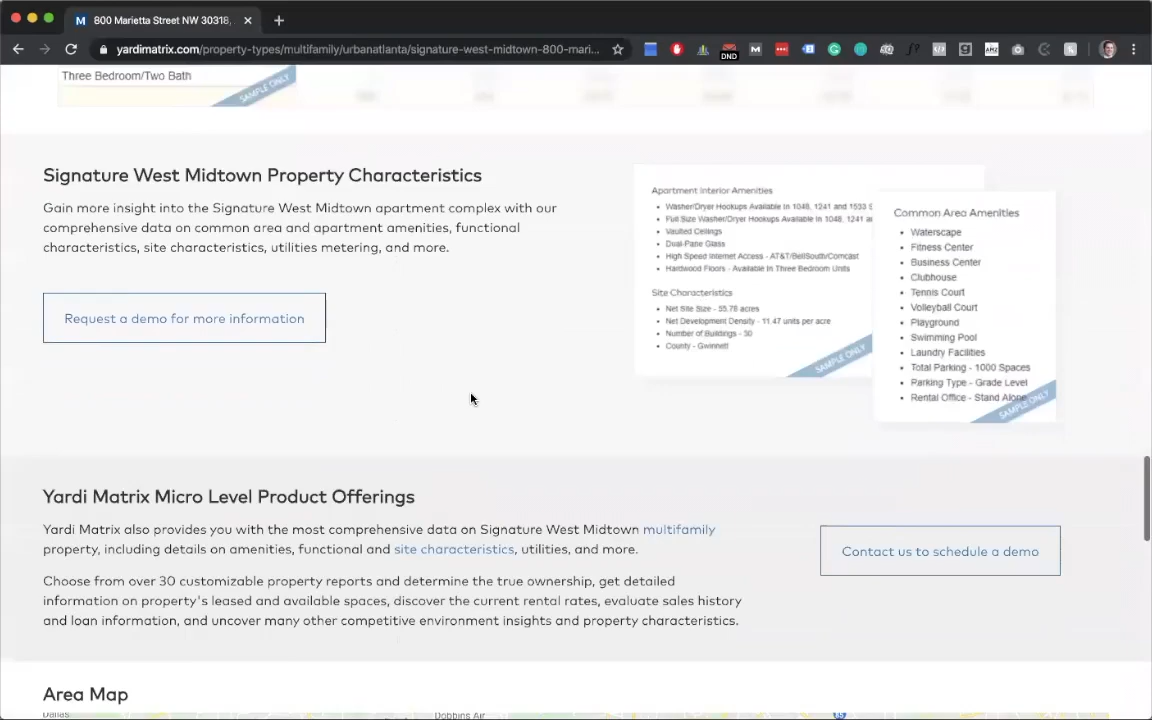 800 Marietta Street NW 30318,
yardimatrix.com/property-types/multifamily/urbanatlanta/signature-west-midtown-800-mari...
DND
Three Bedroom/Two Bath
SAMPLE ONLY
Signature West Midtown Property Characteristics
Gain more insight into the Signature West Midtown apartment complex with our
comprehensive data on common area and apartment amenities, functional
characteristics, site characteristics, utilities metering, and more.
Request a demo for more information
Apartment Interior Amenities
Washer/Dryer Hookups Available In 1048, 1241 and 1533 S
Full Size Washer/Dryer Hookups Available In 1048, 1241 a
Vaulted Ceilings
Dual-Pane Glass
High Speed Internet Access - AT&T/BellSouth/Comcast
Hardwood Floors - Available In Three Bedroom Units
Site Characteristics
Net Site Size - 55.78 acres
Net Development Density - 11.47 units per acre
Number of Buildings - 30
County - Gwinnett
SAMPLE ONLY
Common Area Amenities
Waterscape
Fitness Center
Business Center
Clubhouse
Tennis Court
Volleyball Court
Playground
Swimming Pool
Laundry Facilities
Total Parking - 1000 Spaces
Parking Type - Grade Level
Rental Office - Stand Alone
SAMPLE ONLY
Yardi Matrix Micro Level Product Offerings
Yardi Matrix also provides you with the most comprehensive data on Signature West Midtown multifamily
property, including details on amenities, functional and site characteristics, utilities, and more.
Choose from over 30 customizable property reports and determine the true ownership, get detailed
information on property's leased and available spaces, discover the current rental rates, evaluate sales history
and loan information, and uncover many other competitive environment insights and property characteristics.
Contact us to schedule a demo
Area Map
Dallas
Dobbins Air